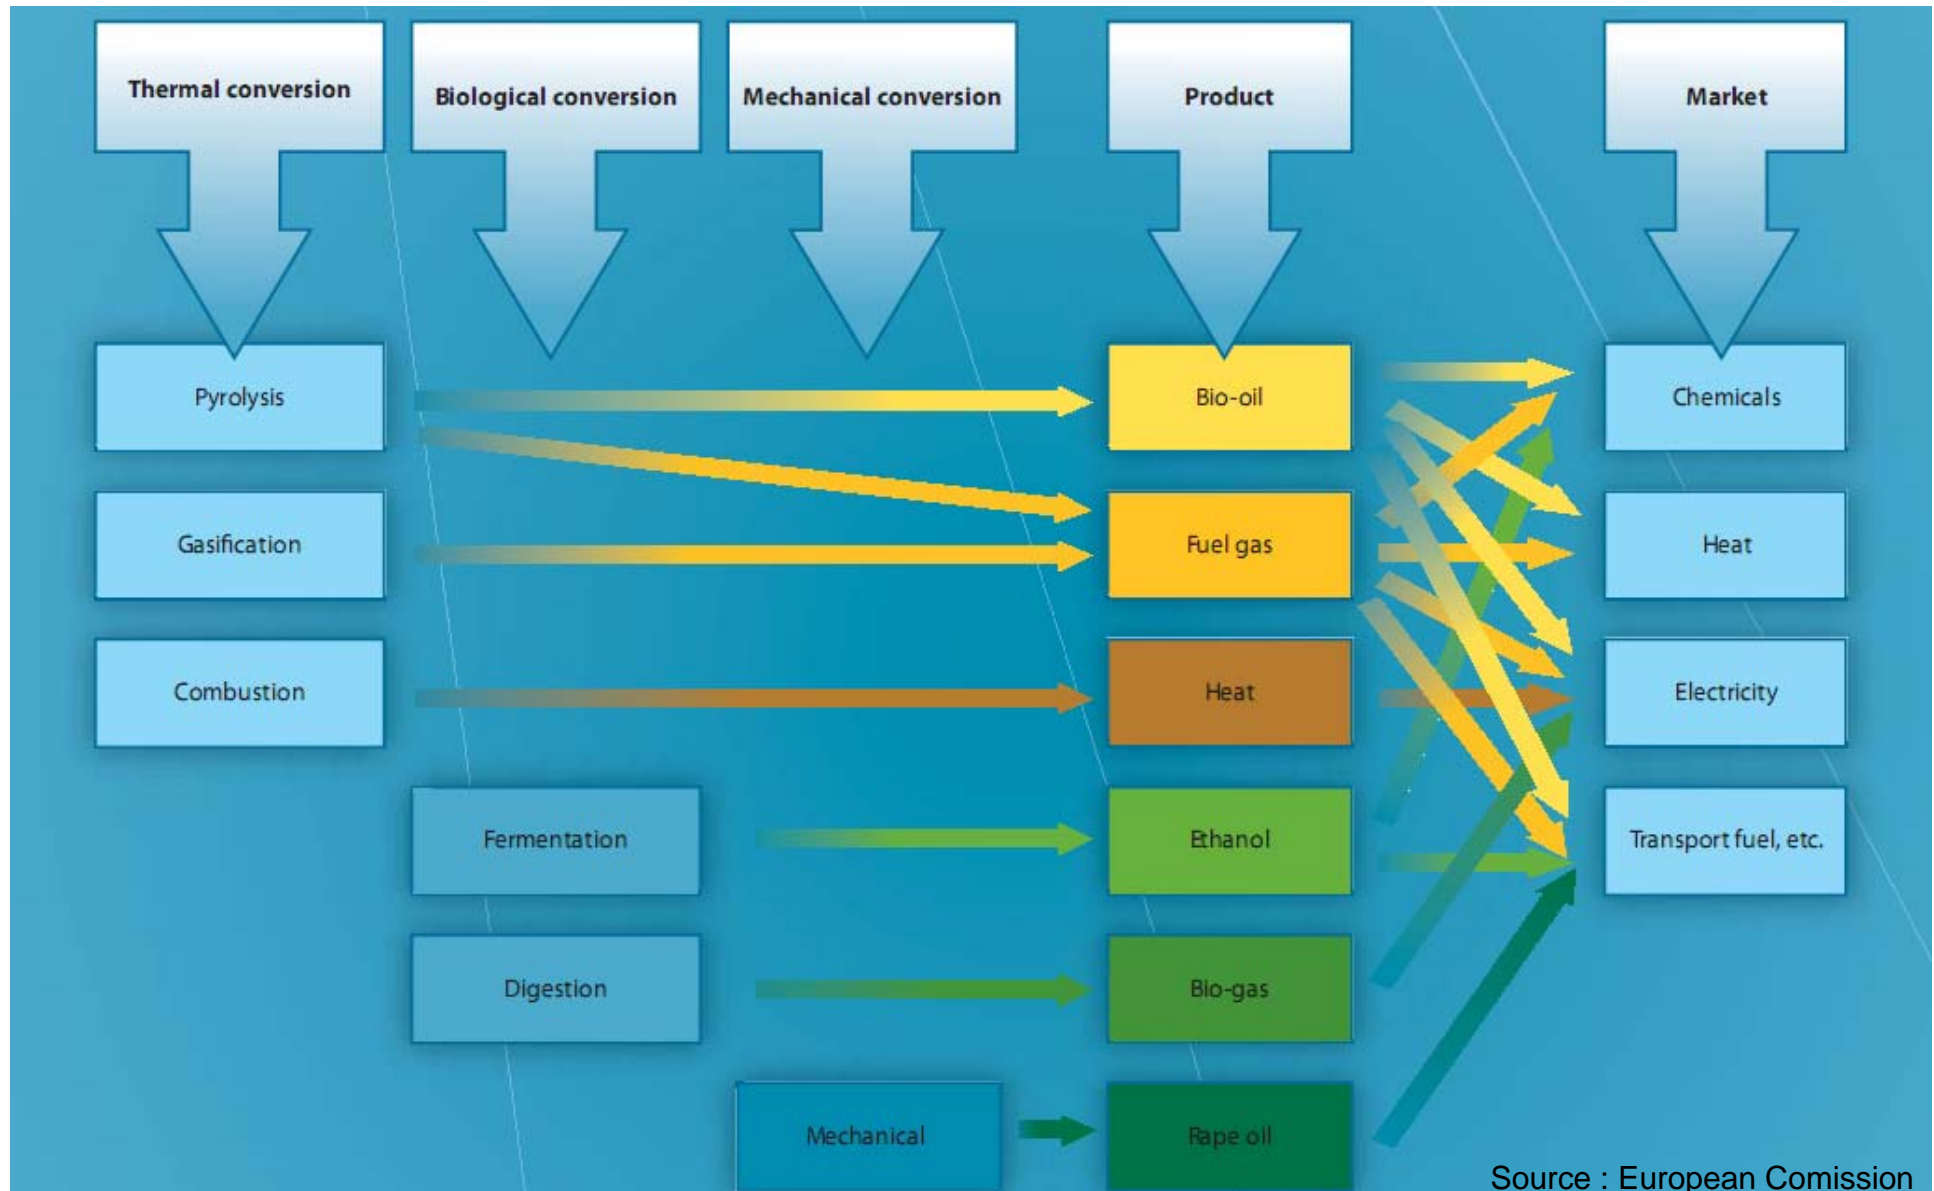 Thermal conversion
Biological conversion
Mechanical conversion
Product
Market
Pyrolysis
Bio-oil
Chemicals
Gasification
Fuel gas
Heat
Combustion
Heat
Electricity
Fermentation
Ethanol
Transport fuel, etc.
Digestion
Bio-gas
Mechanical
Rape oil
Source : European Comission